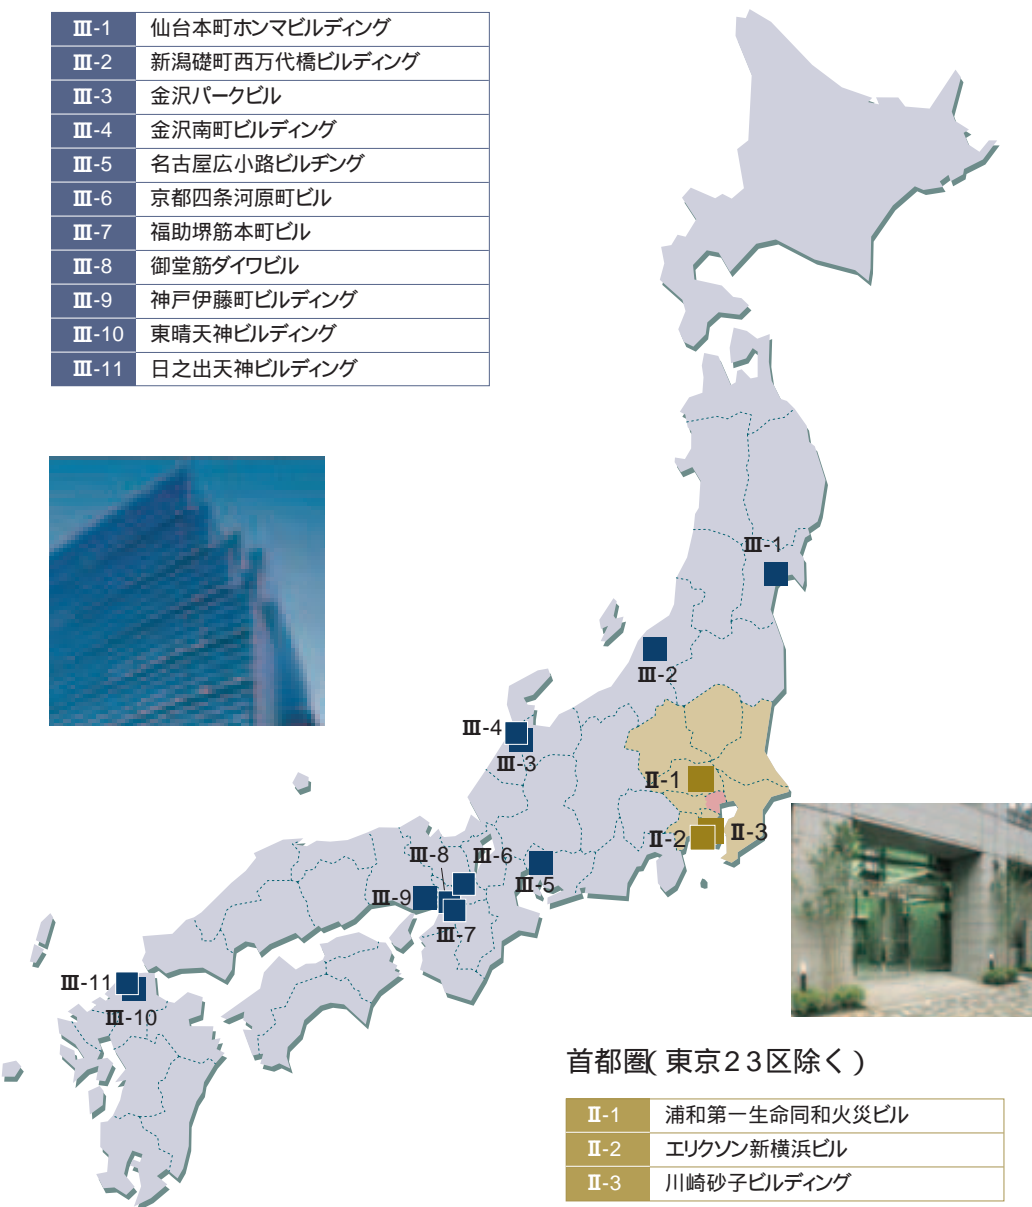 Ⅲ-1 仙台本町ホンマビルディング
Ⅲ-2 新潟礎町西万代橋ビルディング
Ⅲ-3 金沢パークビル
Ⅲ-4 金沢南町ビルディング
Ⅲ-5 名古屋広小路ビルヂング
Ⅲ-6 京都四条河原町ビル
Ⅲ-7 福助堺筋本町ビル
Ⅲ-8 御堂筋ダイワビル
Ⅲ-9 神戸伊藤町ビルディング
Ⅲ-10 東晴天神ビルディング
Ⅲ-11 日之出天神ビルディング
Ⅲ-1
Ⅲ-2
Ⅲ-4
Ⅲ-3
Ⅱ-1
Ⅱ-2
Ⅱ-3
Ⅲ-8
Ⅲ-6
Ⅲ-5
Ⅲ-9
Ⅲ-7
Ⅲ-11
Ⅲ-10
首都圏(東京23区除く)
Ⅱ-1 浦和第一生命同和火災ビル
Ⅱ-2 エリクソン新横浜ビル
Ⅱ-3 川崎砂子ビルディング